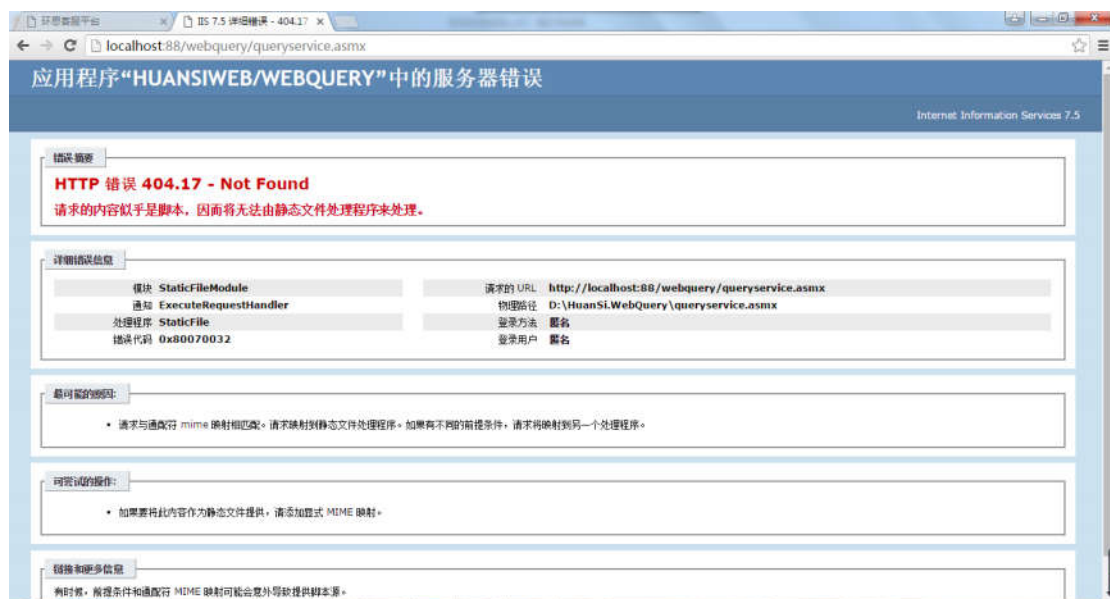 环思数据平台
IIS 7.5 详细错误 - 404.17
localhost:88/webquery/queryservice.asmx
应用程序“HUANSIWEB/WEBQUERY”中的服务器错误
Internet Information Services 7.5
错误摘要
HTTP 错误 404.17 - Not Found
请求的内容似乎是脚本，因而将无法由静态文件处理程序来处理。
详细错误信息
模块 StaticFileModule
通知 ExecuteRequestHandler
处理程序 StaticFile
错误代码 0x80070032
请求的 URL http://localhost:88/webquery/queryservice.asmx
物理路径 D:\HuanSi.WebQuery\queryservice.asmx
登录方法 匿名
登录用户 匿名
最可能的原因:
• 请求与通配符 mime 映射相匹配。请求映射到静态文件处理程序。如果有不同的前提条件，请求将映射到另一个处理程序。
可尝试的操作:
• 如果要将此内容作为静态文件提供，请添加显式 MIME 映射。
链接和更多信息
有时候，前提条件和通配符 MIME 映射可能会意外导致提供脚本源。